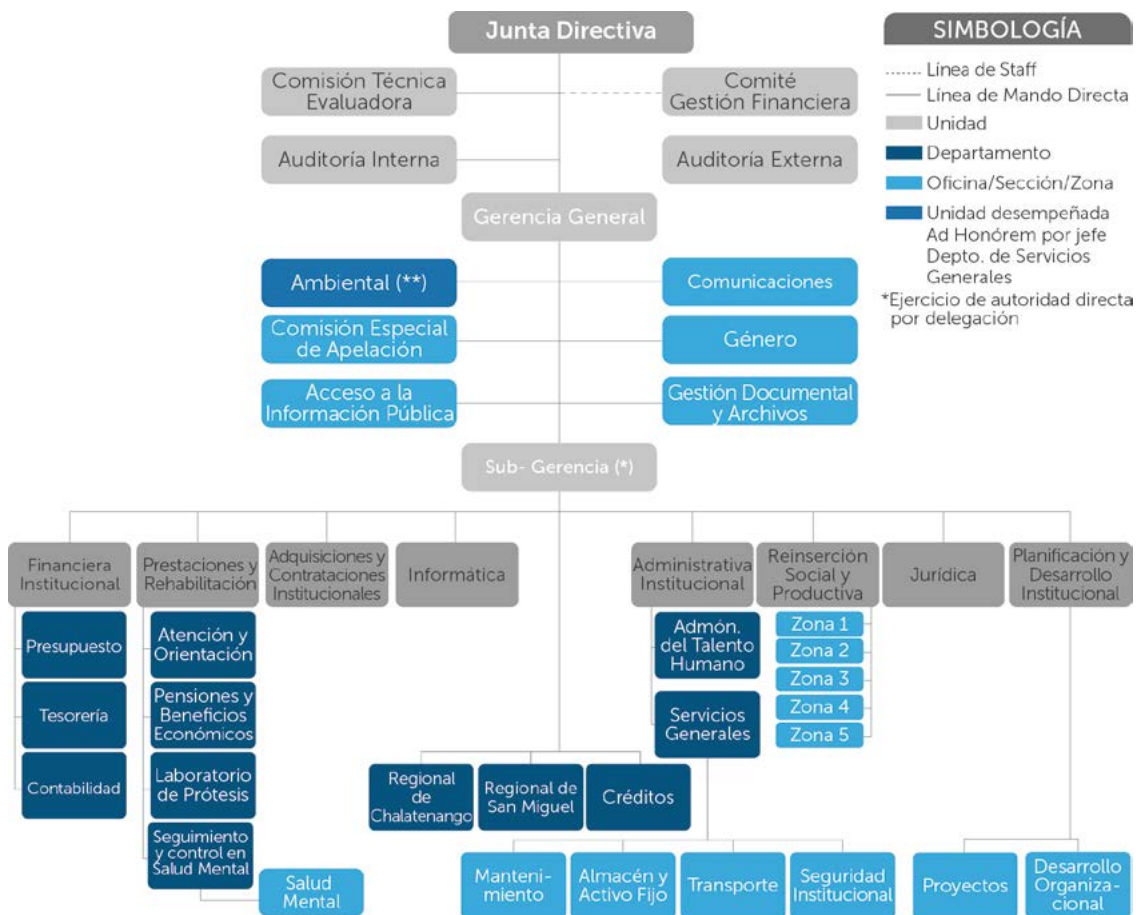 Junta Directiva
SIMBOLOGÍA
Línea de Staff
Línea de Mando Directa
Unidad
Departamento
Oficina/Sección/Zona
Unidad desempeñada
Ad Honórem por jefe
Depto. de Servicios
Generales
*Ejercicio de autoridad directa
por delegación
Comisión Técnica
Evaluadora
Comité
Gestión Financiera
Auditoría Interna
Auditoría Externa
Gerencia General
Ambiental (**)
Comunicaciones
Comisión Especial
de Apelación
Género
Acceso a la
Información Pública
Gestión Documental
y Archivos
Sub- Gerencia (*)
Financiera
Institucional
Prestaciones y
Rehabilitación
Adquisiciones y
Contrataciones
Institucionales
Informática
Administrativa
Institucional
Reinserción
Social y
Productiva
Jurídica
Planificación y
Desarrollo
Institucional
Presupuesto
Tesorería
Contabilidad
Atención y
Orientación
Pensiones y
Beneficios
Económicos
Laboratorio
de Prótesis
Seguimiento
y control en
Salud Mental
Salud
Mental
Admón.
del Talento
Humano
Servicios
Generales
Zona 1
Zona 2
Zona 3
Zona 4
Zona 5
Regional
de
Chalatenango
Regional de
San Miguel
Créditos
Manteni-
miento
Almacén y
Activo Fijo
Transporte
Seguridad
Institucional
Proyectos
Desarrollo
Organiza-
cional